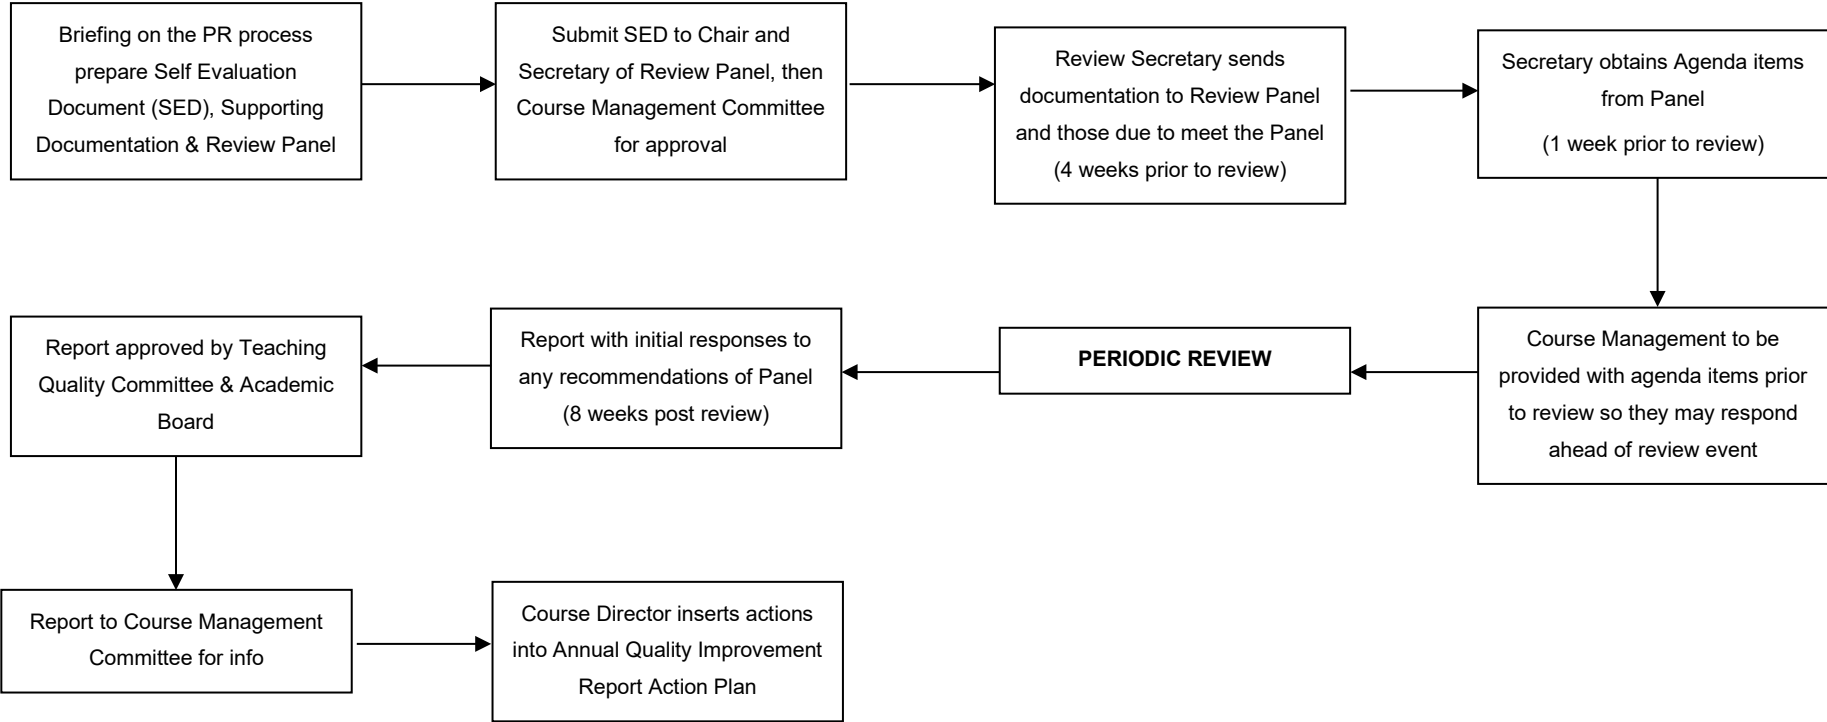 Briefing on the PR process
prepare Self Evaluation
Document (SED), Supporting
Documentation & Review Panel
Submit SED to Chair and
Secretary of Review Panel, then
Course Management Committee
for approval
Review Secretary sends
documentation to Review Panel
and those due to meet the Panel
(4 weeks prior to review)
Secretary obtains Agenda items
from Panel
(1 week prior to review)
Course Management to be
provided with agenda items prior
to review so they may respond
ahead of review event
PERIODIC REVIEW
Report with initial responses to
any recommendations of Panel
(8 weeks post review)
Report approved by Teaching
Quality Committee & Academic
Board
Report to Course Management
Committee for info
Course Director inserts actions
into Annual Quality Improvement
Report Action Plan